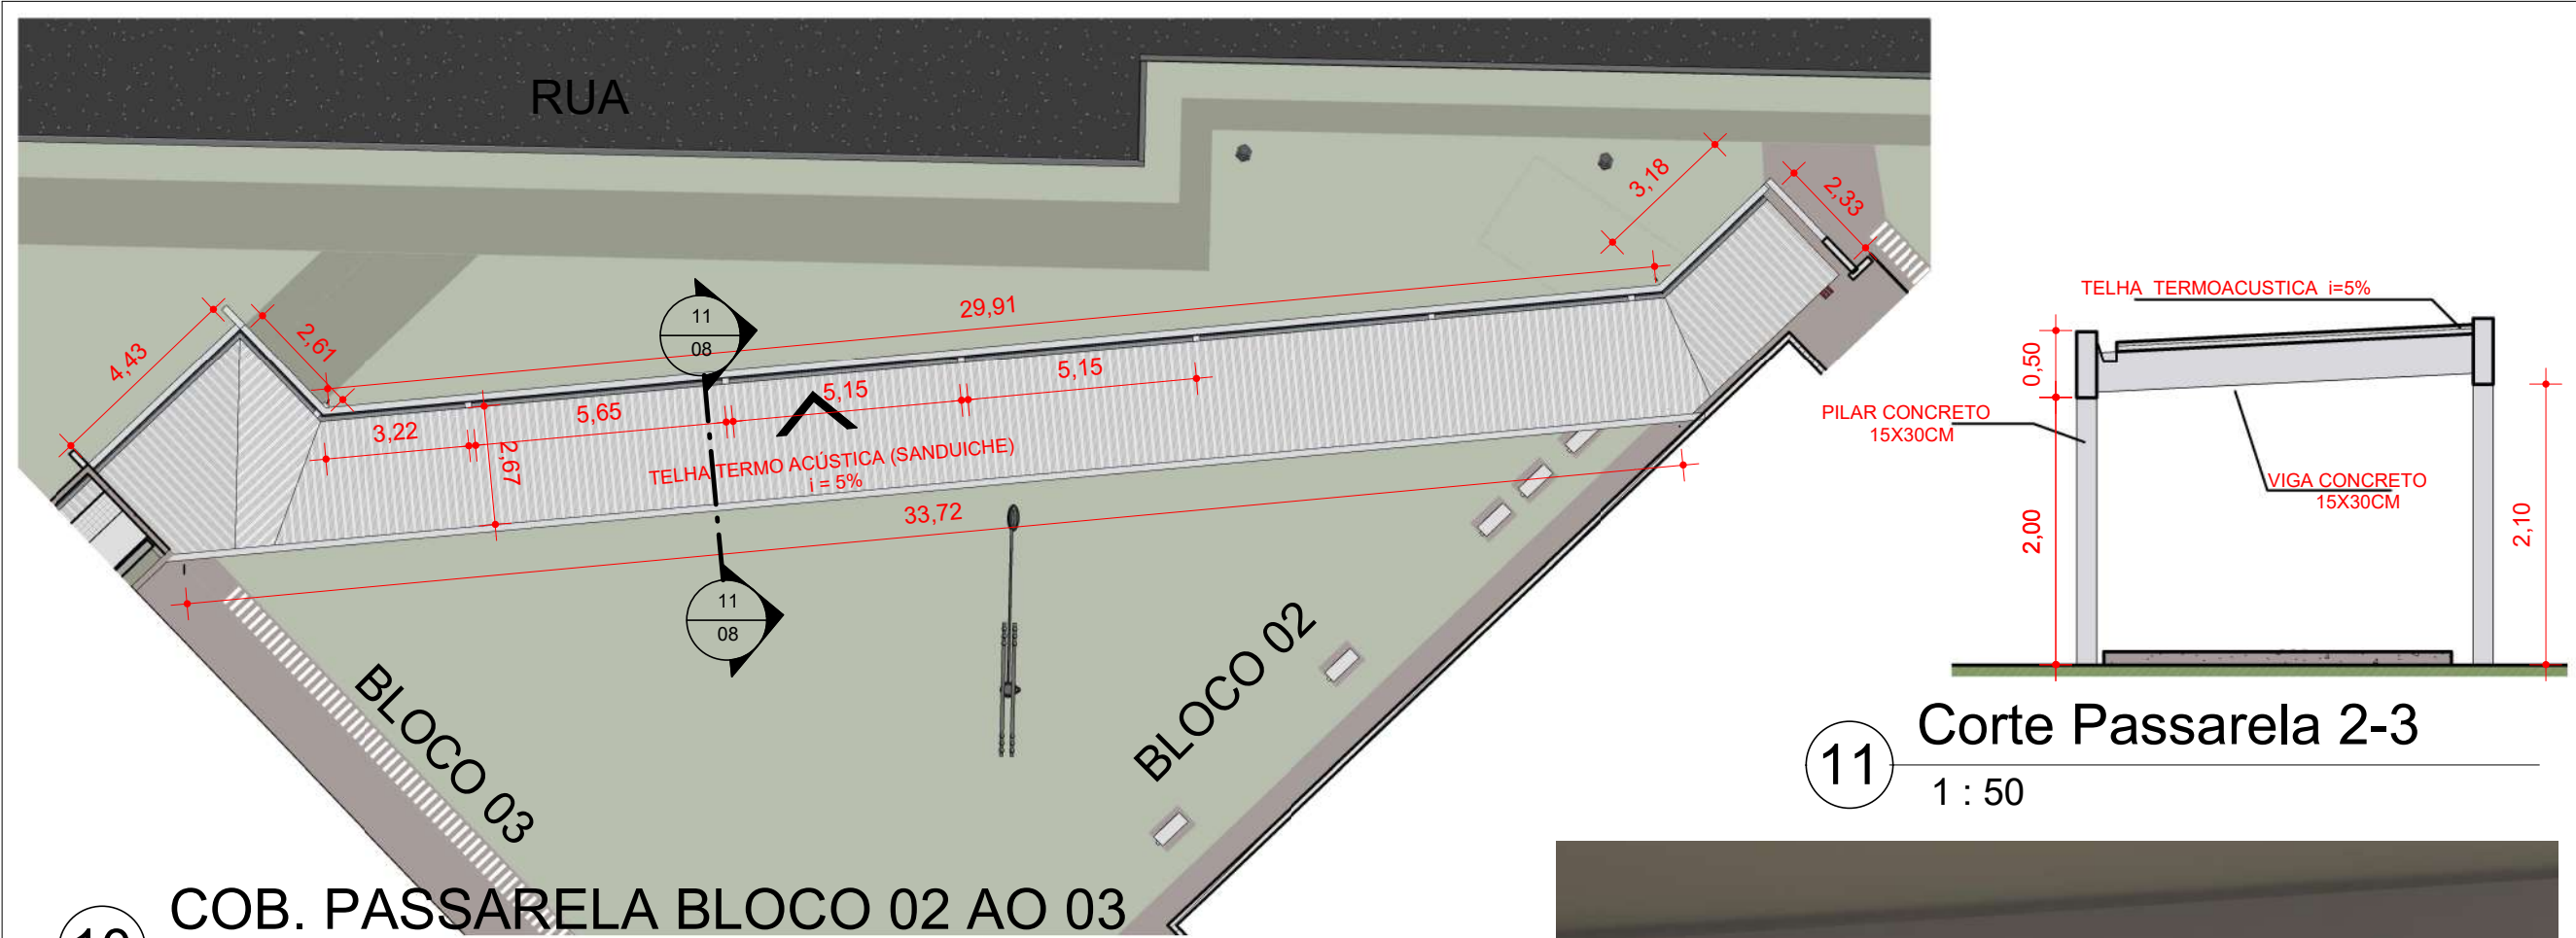 RUA
3,18
2,33
29,91
11
08
4,43
2,61
5,15
5,15
5,65
3,22
2,67
TELHA TERMO ACÚSTICA (SANDUICHE)
i = 5%
33,72
11
08
BLOCO 03
BLOCO 02
COB. PASSARELA BLOCO 02 AO 03
TELHA TERMOACUSTICA i=5%
0,50
PILAR CONCRETO
15X30CM
VIGA CONCRETO
15X30CM
2,00
2,10
11
Corte Passarela 2-3
1 : 50